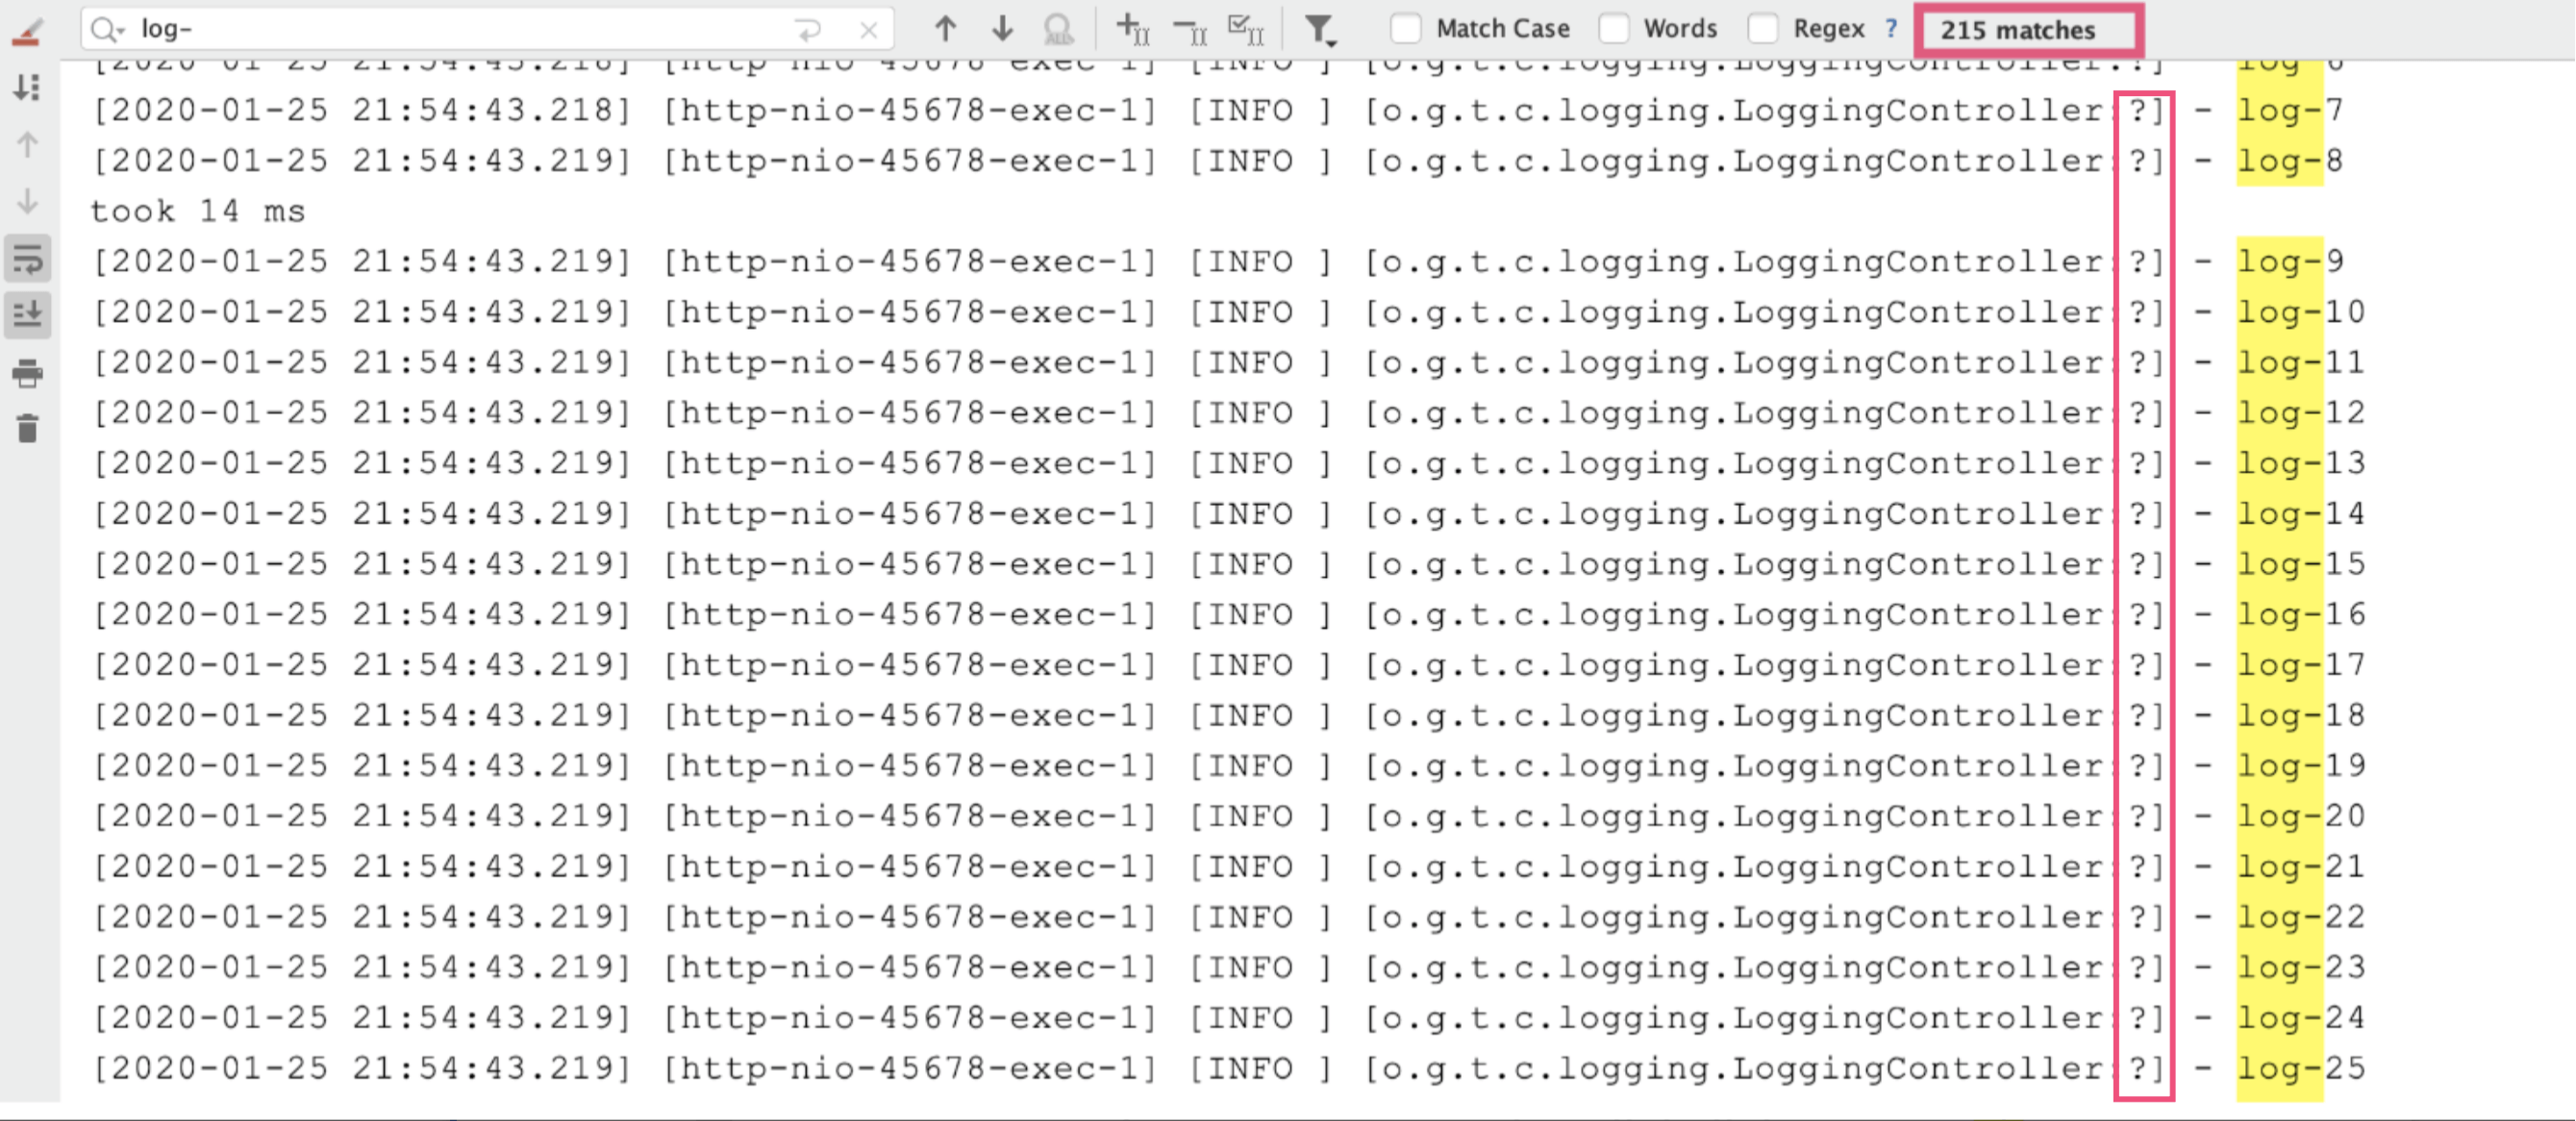 log-
Match Case Words Regex ? 215 matches
[2020-01-25 21:54:43.218] [http-nio-45678-exec-1] [INFO ] [o.g.t.c.logging.LoggingController:?] - log-6
[2020-01-25 21:54:43.218] [http-nio-45678-exec-1] [INFO ] [o.g.t.c.logging.LoggingController:?] - log-7
[2020-01-25 21:54:43.219] [http-nio-45678-exec-1] [INFO ] [o.g.t.c.logging.LoggingController:?] - log-8
took 14 ms
[2020-01-25 21:54:43.219] [http-nio-45678-exec-1] [INFO ] [o.g.t.c.logging.LoggingController:?] - log-9
[2020-01-25 21:54:43.219] [http-nio-45678-exec-1] [INFO ] [o.g.t.c.logging.LoggingController:?] - log-10
[2020-01-25 21:54:43.219] [http-nio-45678-exec-1] [INFO ] [o.g.t.c.logging.LoggingController:?] - log-11
[2020-01-25 21:54:43.219] [http-nio-45678-exec-1] [INFO ] [o.g.t.c.logging.LoggingController:?] - log-12
[2020-01-25 21:54:43.219] [http-nio-45678-exec-1] [INFO ] [o.g.t.c.logging.LoggingController:?] - log-13
[2020-01-25 21:54:43.219] [http-nio-45678-exec-1] [INFO ] [o.g.t.c.logging.LoggingController:?] - log-14
[2020-01-25 21:54:43.219] [http-nio-45678-exec-1] [INFO ] [o.g.t.c.logging.LoggingController:?] - log-15
[2020-01-25 21:54:43.219] [http-nio-45678-exec-1] [INFO ] [o.g.t.c.logging.LoggingController:?] - log-16
[2020-01-25 21:54:43.219] [http-nio-45678-exec-1] [INFO ] [o.g.t.c.logging.LoggingController:?] - log-17
[2020-01-25 21:54:43.219] [http-nio-45678-exec-1] [INFO ] [o.g.t.c.logging.LoggingController:?] - log-18
[2020-01-25 21:54:43.219] [http-nio-45678-exec-1] [INFO ] [o.g.t.c.logging.LoggingController:?] - log-19
[2020-01-25 21:54:43.219] [http-nio-45678-exec-1] [INFO ] [o.g.t.c.logging.LoggingController:?] - log-20
[2020-01-25 21:54:43.219] [http-nio-45678-exec-1] [INFO ] [o.g.t.c.logging.LoggingController:?] - log-21
[2020-01-25 21:54:43.219] [http-nio-45678-exec-1] [INFO ] [o.g.t.c.logging.LoggingController:?] - log-22
[2020-01-25 21:54:43.219] [http-nio-45678-exec-1] [INFO ] [o.g.t.c.logging.LoggingController:?] - log-23
[2020-01-25 21:54:43.219] [http-nio-45678-exec-1] [INFO ] [o.g.t.c.logging.LoggingController:?] - log-24
[2020-01-25 21:54:43.219] [http-nio-45678-exec-1] [INFO ] [o.g.t.c.logging.LoggingController:?] - log-25